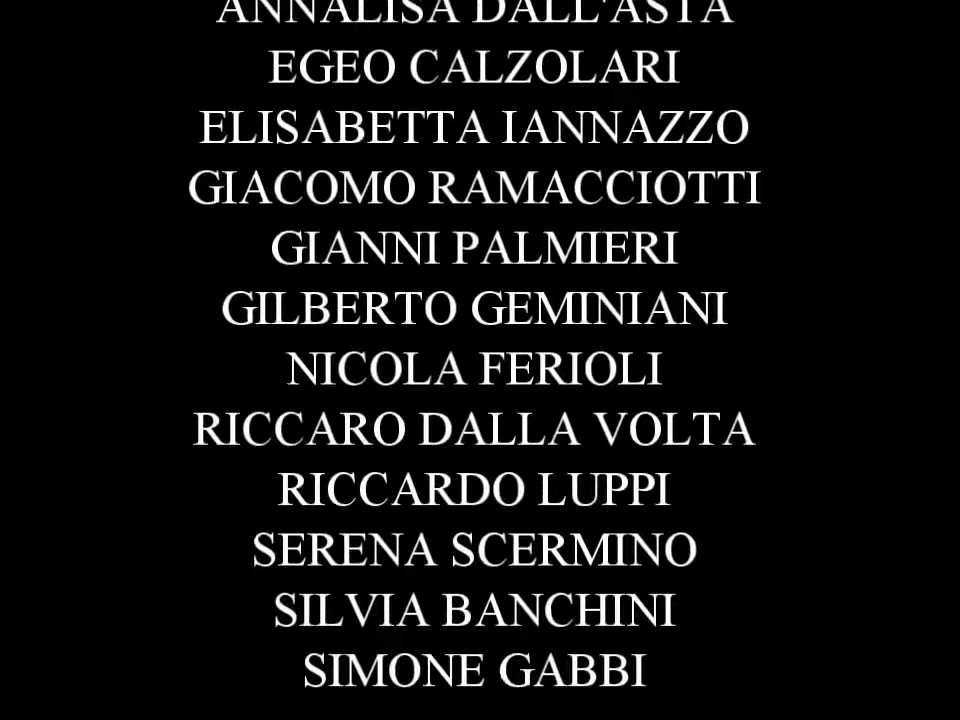 ANNALISA DALL'ASTA
EGEO CALZOLARI
ELISABETTA IANNAZZO
GIACOMO RAMACCIOTTI
GIANNI PALMIERI
GILBERTO GEMINIANI
NICOLA FERIOLI
RICCARO DALLA VOLTA
RICCARDO LUPPI
SERENA SCERMINO
SILVIA BANCHINI
SIMONE GABBI